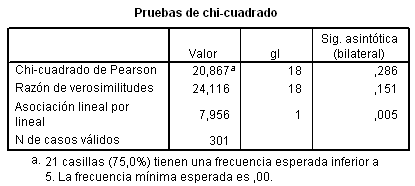 Pruebas de chi-cuadrado
Valor gl Sig. asintótica (bilateral)
Chi-cuadrado de Pearson 20,867a 18 ,286
Razón de verosimilitudes 24,116 18 ,151
Asociación lineal por lineal 7,956 1 ,005
N de casos válidos 301
a. 21 casillas (75,0%) tienen una frecuencia esperada inferior a
5. La frecuencia mínima esperada es ,00.